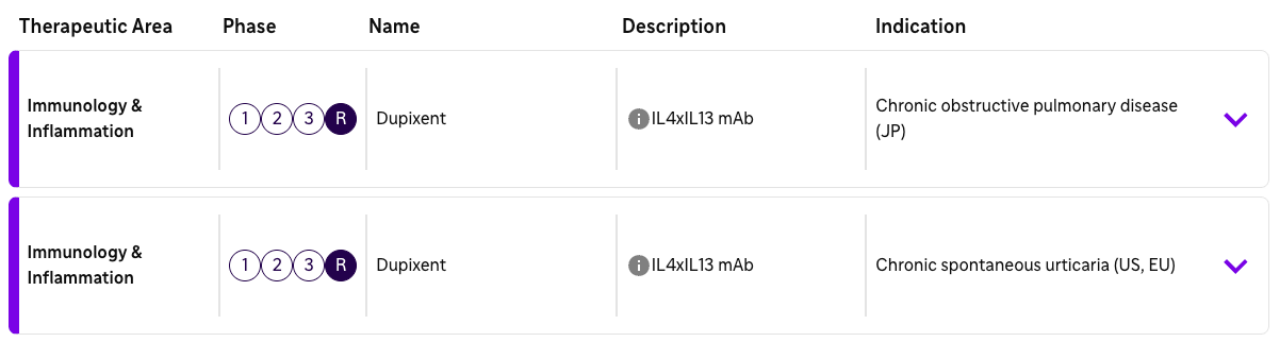 Therapeutic Area Phase Name Description Indication
Immunology &
Inflammation
1 2 3 R
Dupixent
i IL4xIL13 mAb
Chronic obstructive pulmonary disease
(JP)
Immunology &
Inflammation
1 2 3 R
Dupixent
i IL4xIL13 mAb
Chronic spontaneous urticaria (US, EU)